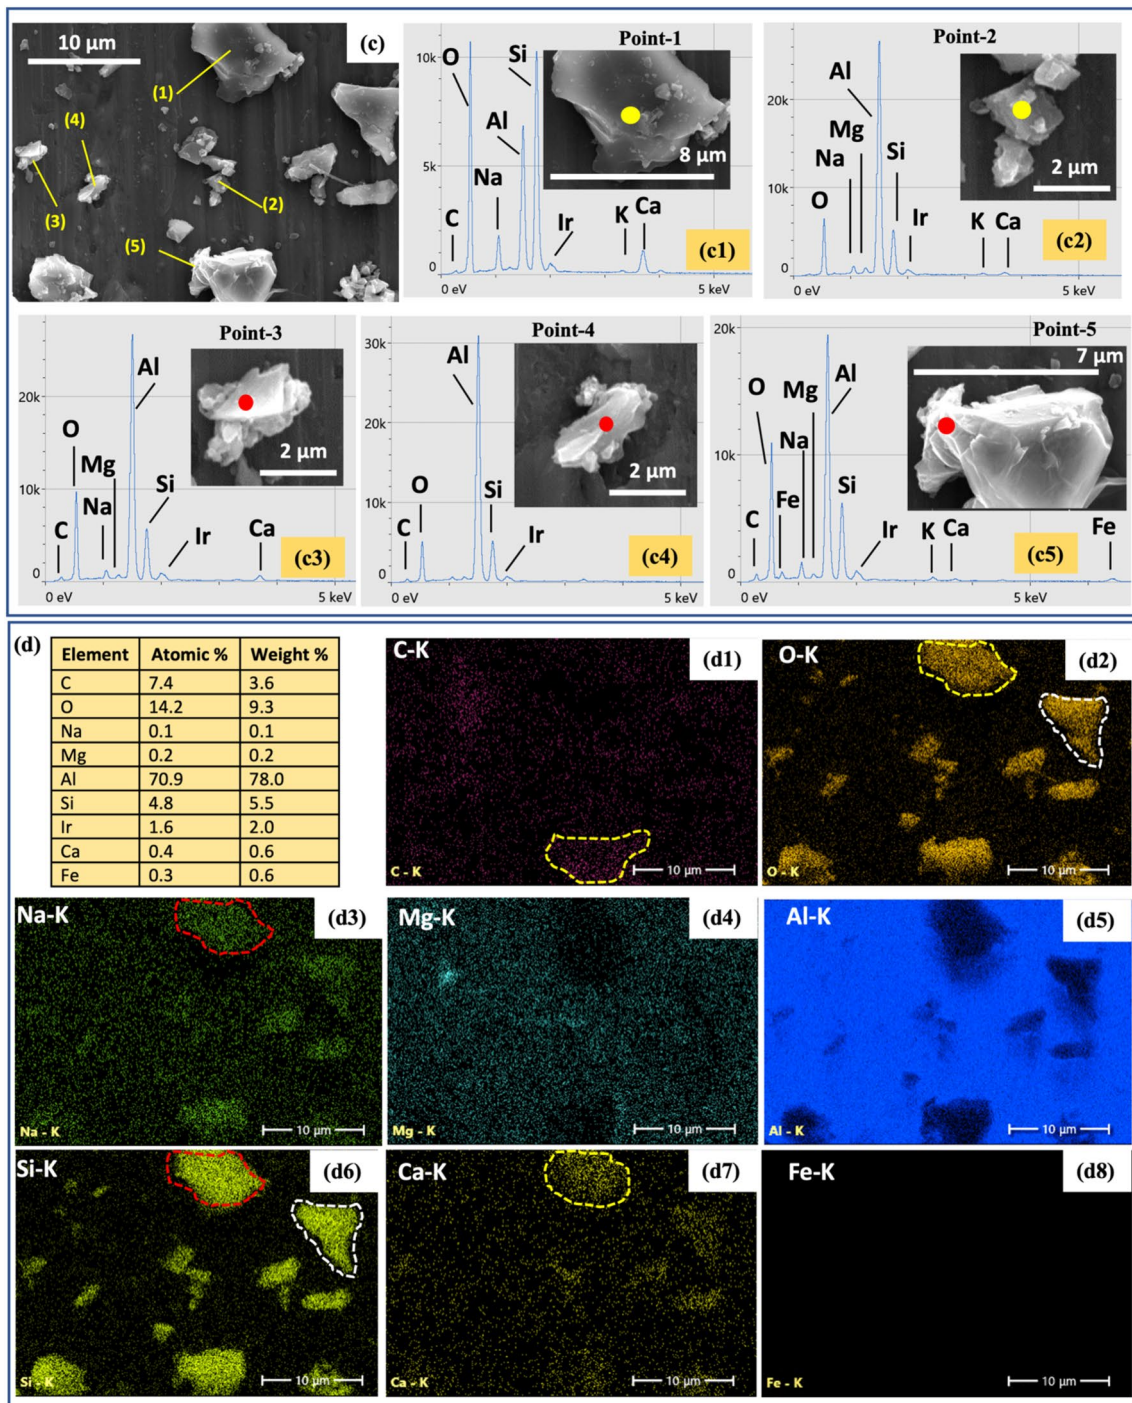 10 μm
(c)
(1)
(4)
(3)
(2)
(5)
Point-1
10k
5k
0
O
Si
Al
Na
C
Ir
K
Ca
8 μm
(c1)
0 eV
5 keV
Point-2
20k
10k
0
Al
Mg
Na
Si
O
Ir
K
Ca
2 μm
(c2)
0 eV
5 keV
Point-3
20k
10k
0
Al
O
Mg
Na
Si
C
Ir
Ca
2 μm
(c3)
0 eV
5 keV
Point-4
30k
20k
10k
0
Al
O
Si
C
Ir
2 μm
(c4)
0 eV
5 keV
Point-5
20k
10k
0
7 μm
O
Mg
Al
Na
Fe
Si
C
Ir
K
Ca
Fe
(c5)
0 eV
5 keV
(d)
Element Atomic % Weight %
C 7.4 3.6
O 14.2 9.3
Na 0.1 0.1
Mg 0.2 0.2
Al 70.9 78.0
Si 4.8 5.5
Ir 1.6 2.0
Ca 0.4 0.6
Fe 0.3 0.6
C-K
(d1)
C - K
10 μm
O-K
(d2)
O - K
10 μm
Na-K
(d3)
Na - K
10 μm
Mg-K
(d4)
Mg - K
10 μm
Al-K
(d5)
Al - K
10 μm
Si-K
(d6)
Si - K
10 μm
Ca-K
(d7)
Ca - K
10 μm
Fe-K
(d8)
Fe - K
10 μm